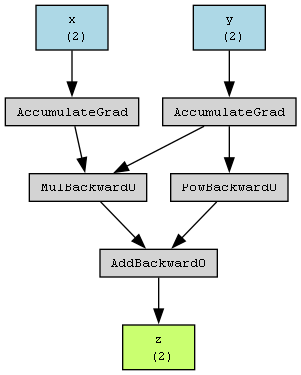 x
(2)
y
(2)
AccumulateGrad
AccumulateGrad
MulBackward0
PowBackward0
AddBackward0
z
(2)